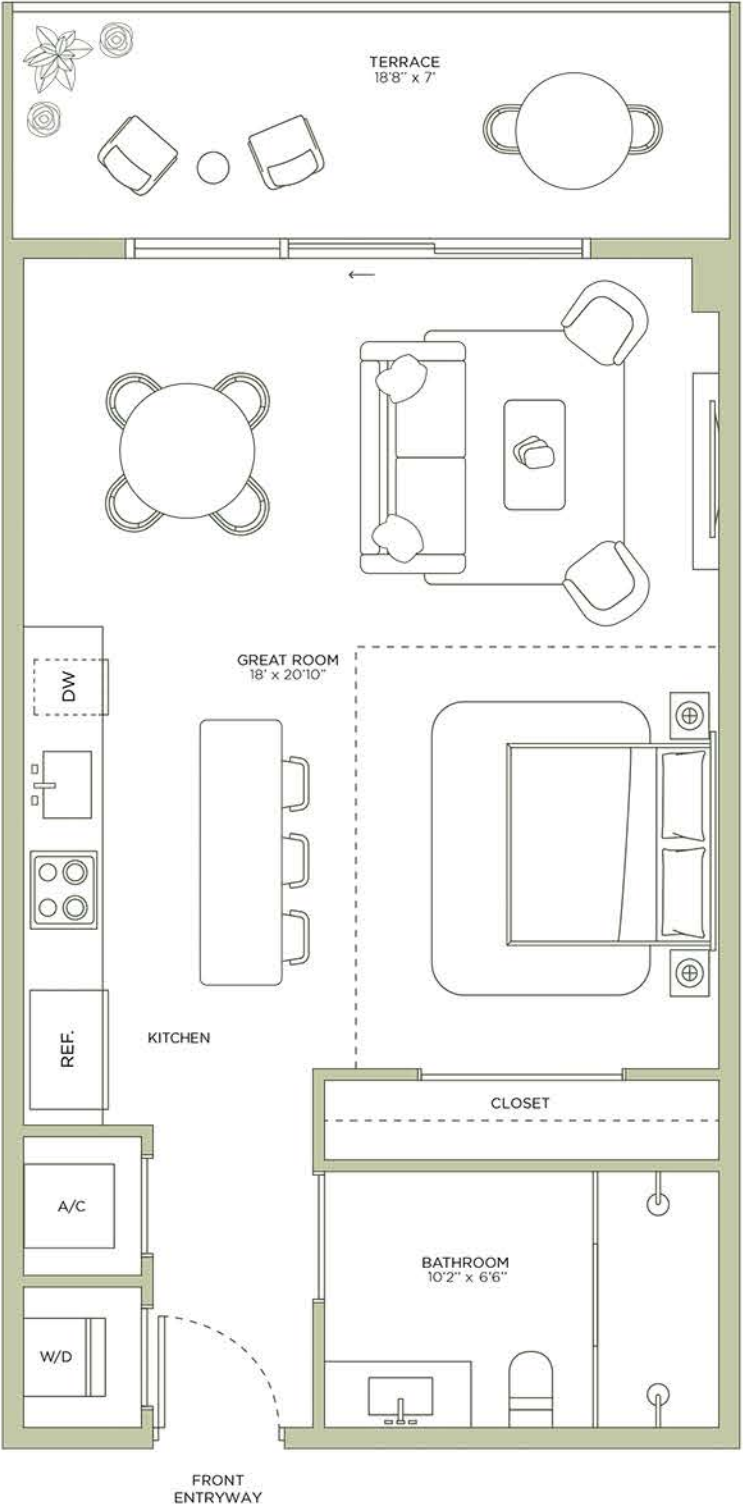 TERRACE
18'8" x 7'
GREAT ROOM
18' x 20'10"
DW
REF.
KITCHEN
CLOSET
A/C
BATHROOM
10'2" x 6'6"
W/D
FRONT
ENTRYWAY